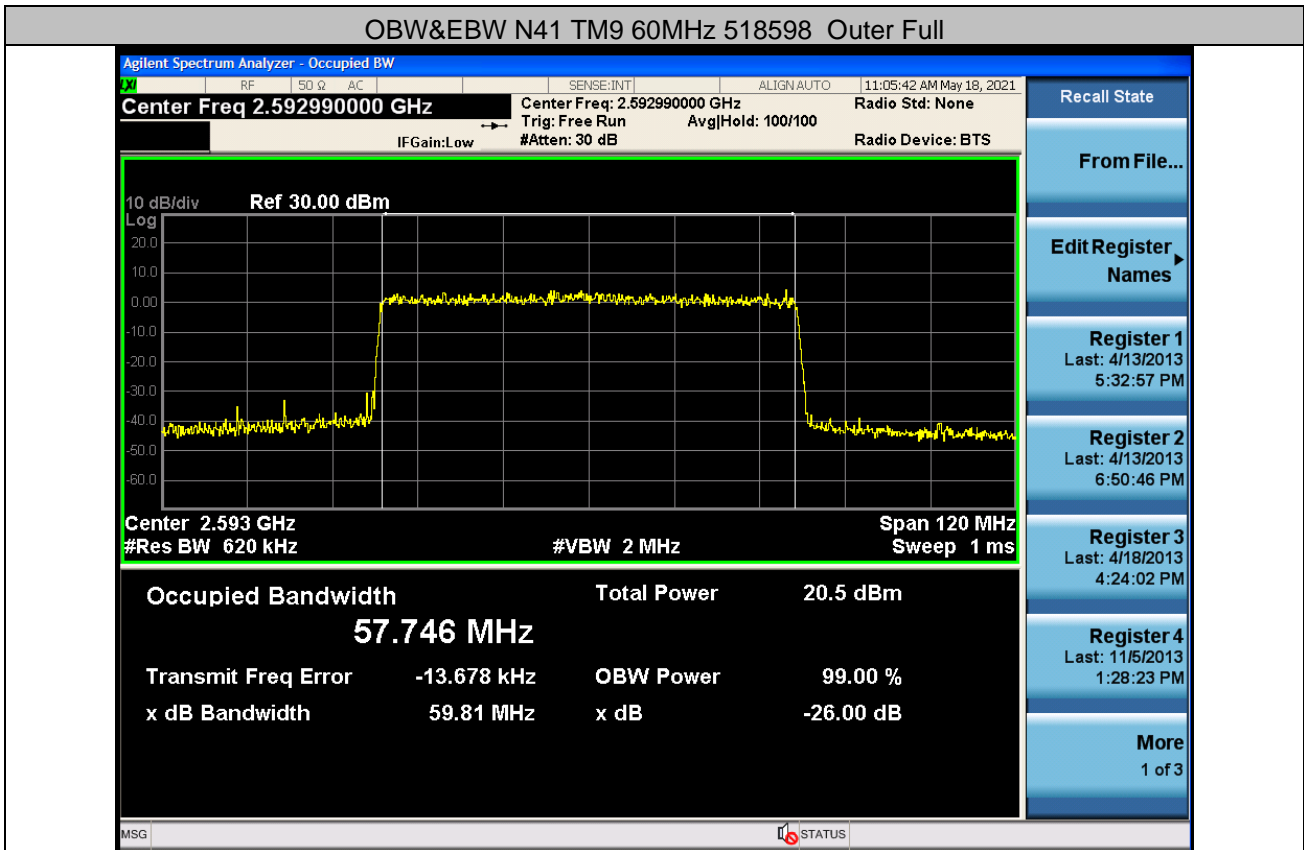 OBW&EBW N41 TM9 60MHz 518598 Outer Full
Agilent Spectrum Analyzer - Occupied BW
LXI RF 50 Ω AC SENSE:INT ALIGN AUTO 11:05:42 AM May 18, 2021
Center Freq 2.592990000 GHz
Center Freq: 2.592990000 GHz Radio Std: None
Trig: Free Run Avg|Hold: 100/100
IFGain:Low #Atten: 30 dB Radio Device: BTS
10 dB/div Ref 30.00 dBm
Log
20.0
10.0
0.00
-10.0
-20.0
-30.0
-40.0
-50.0
-60.0
Center 2.593 GHz Span 120 MHz
#Res BW 620 kHz #VBW 2 MHz Sweep 1 ms
Occupied Bandwidth Total Power 20.5 dBm
57.746 MHz
Transmit Freq Error -13.678 kHz OBW Power 99.00 %
x dB Bandwidth 59.81 MHz x dB -26.00 dB
MSG STATUS
Recall State
From File...
Edit Register
Names
Register 1
Last: 4/13/2013
5:32:57 PM
Register 2
Last: 4/13/2013
6:50:46 PM
Register 3
Last: 4/18/2013
4:24:02 PM
Register 4
Last: 11/5/2013
1:28:23 PM
More
1 of 3